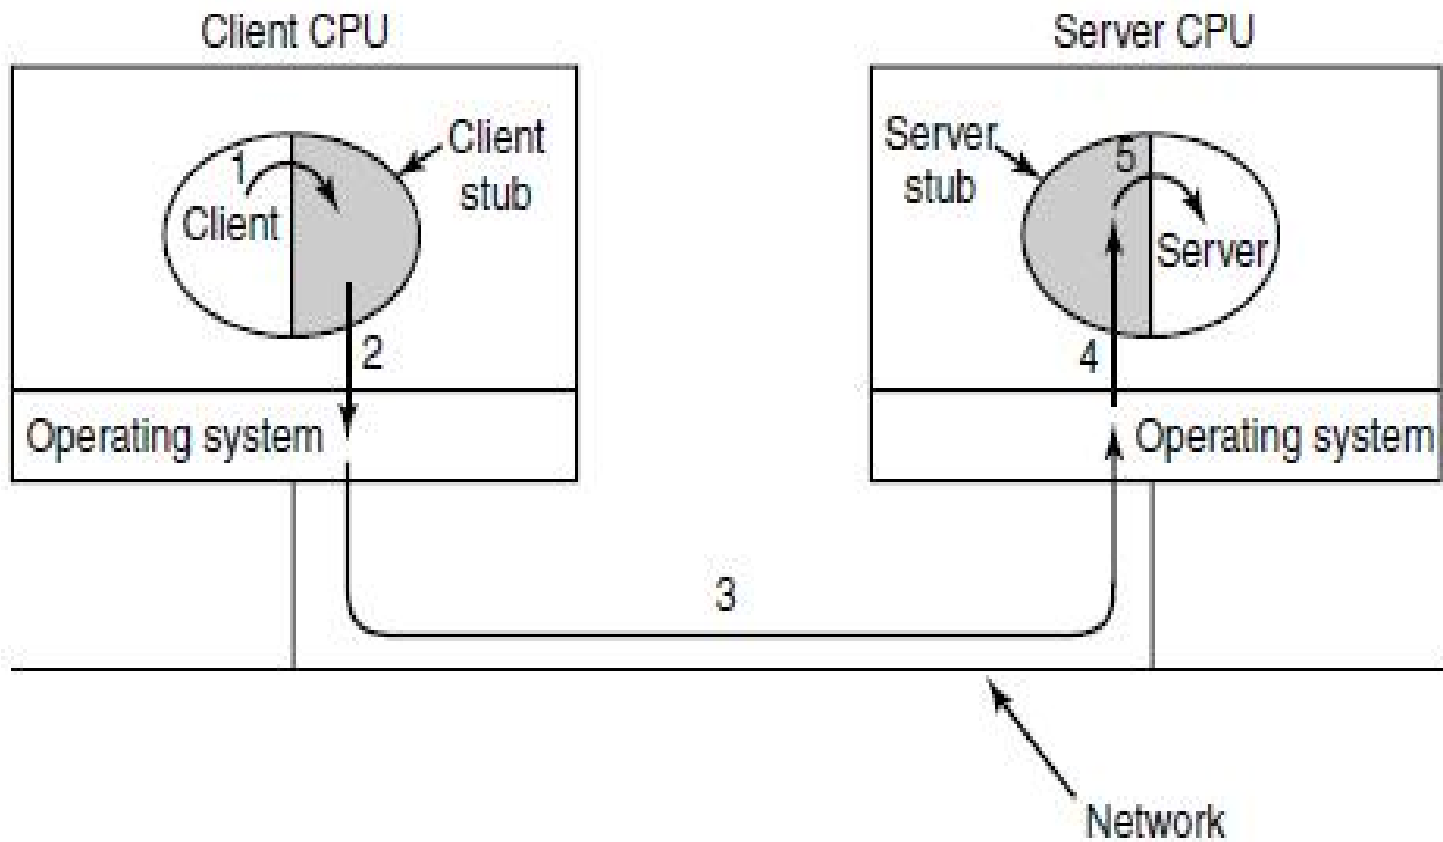 Client CPU
Server CPU
1
Client
Client
stub
2
Operating system
Server
stub
5
Server
4
Operating system
3
Network